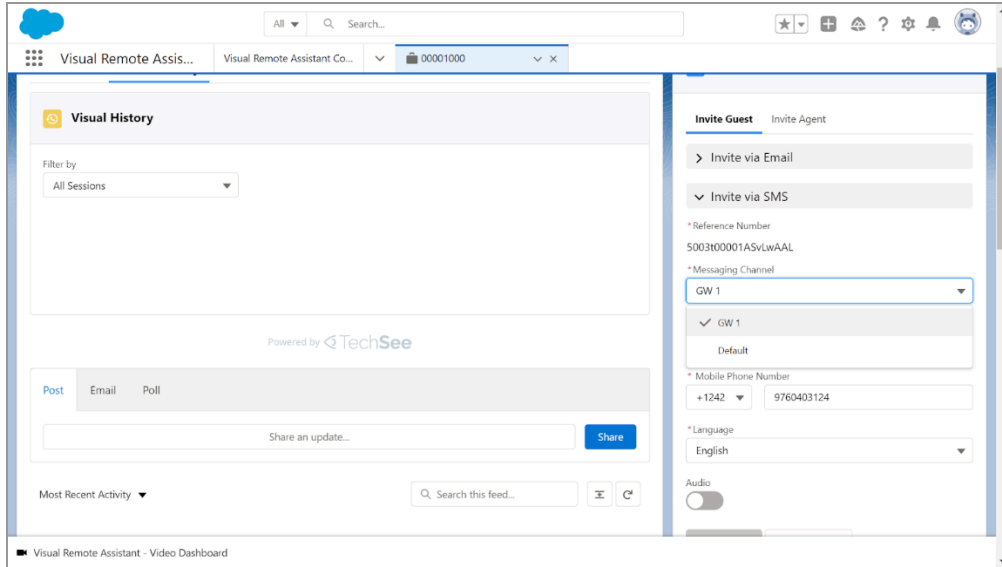 All
Search...
Visual Remote Assis...
Visual Remote Assistant Co...
00001000
Visual History
Filter by
All Sessions
Powered by TechSee
Post
Email
Poll
Share an update...
Share
Most Recent Activity
Search this feed...
Invite Guest
Invite Agent
Invite via Email
Invite via SMS
*Reference Number
5003t00001ASvLwAAL
*Messaging Channel
GW 1
GW 1
Default
* Mobile Phone Number
+1242
9760403124
*Language
English
Audio
Visual Remote Assistant - Video Dashboard